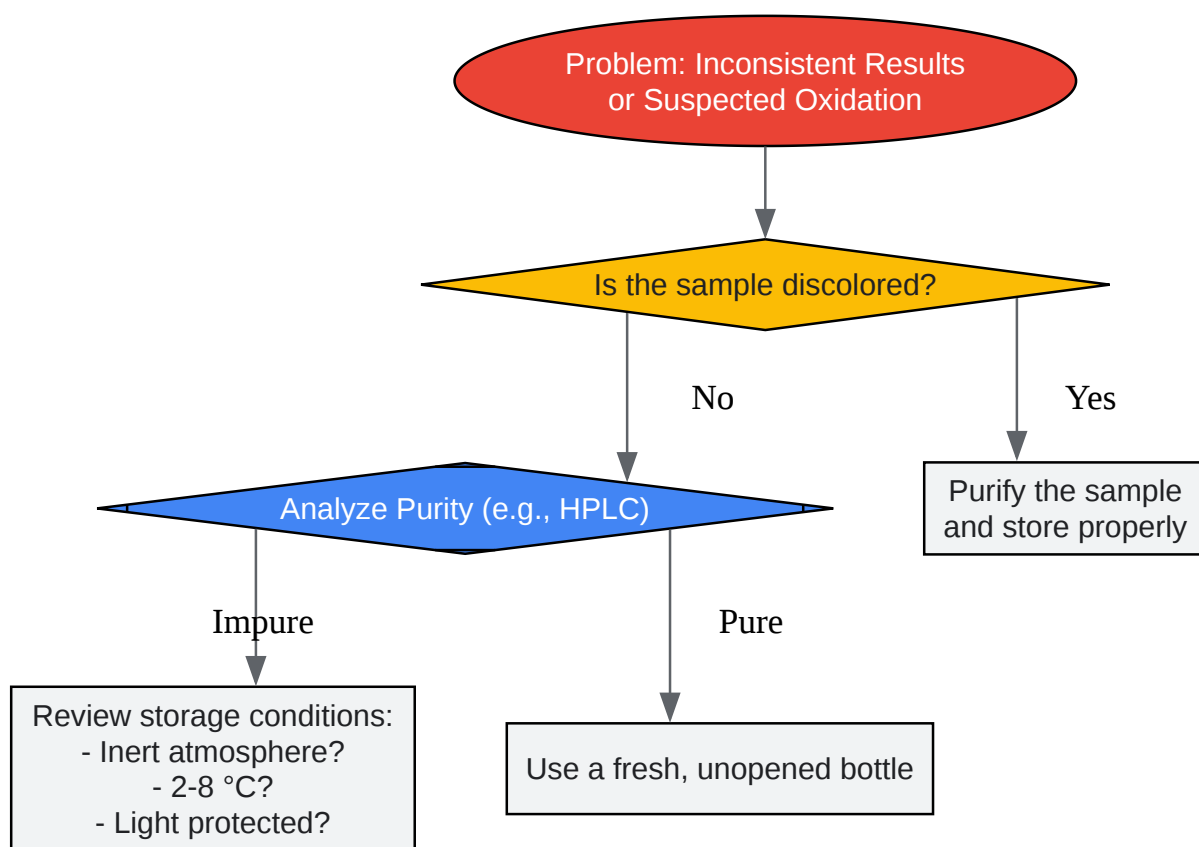 Problem: Inconsistent Results
or Suspected Oxidation
Is the sample discolored?
No
Yes
Analyze Purity (e.g., HPLC)
Purify the sample
and store properly
Impure
Pure
Review storage conditions:
- Inert atmosphere?
- 2-8 °C?
- Light protected?
Use a fresh, unopened bottle